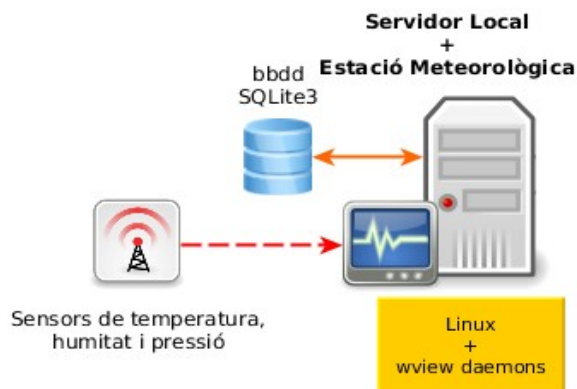 Servidor Local
+
Estació Meteorològica
bbdd
SQLite3
Sensors de temperatura,
humitat i pressió
Linux
+
wview daemons